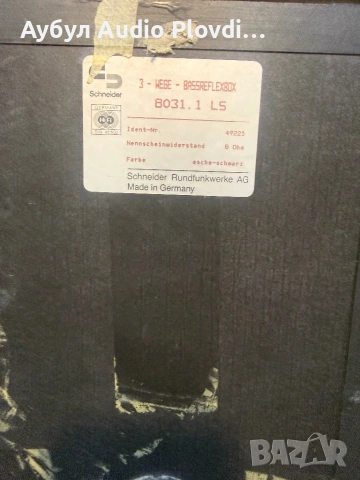 Аубул Audio Plovdi...
3 - WEGE - BASSREFLEXBOX
Schneider
8031.1 LS
GERMANY
Ident-Nr. 49225
Nennscheinwiderstand 8 Ohm
Farbe esche-schwarz
Schneider Rundfunkwerke AG
Made in Germany
BAZAR